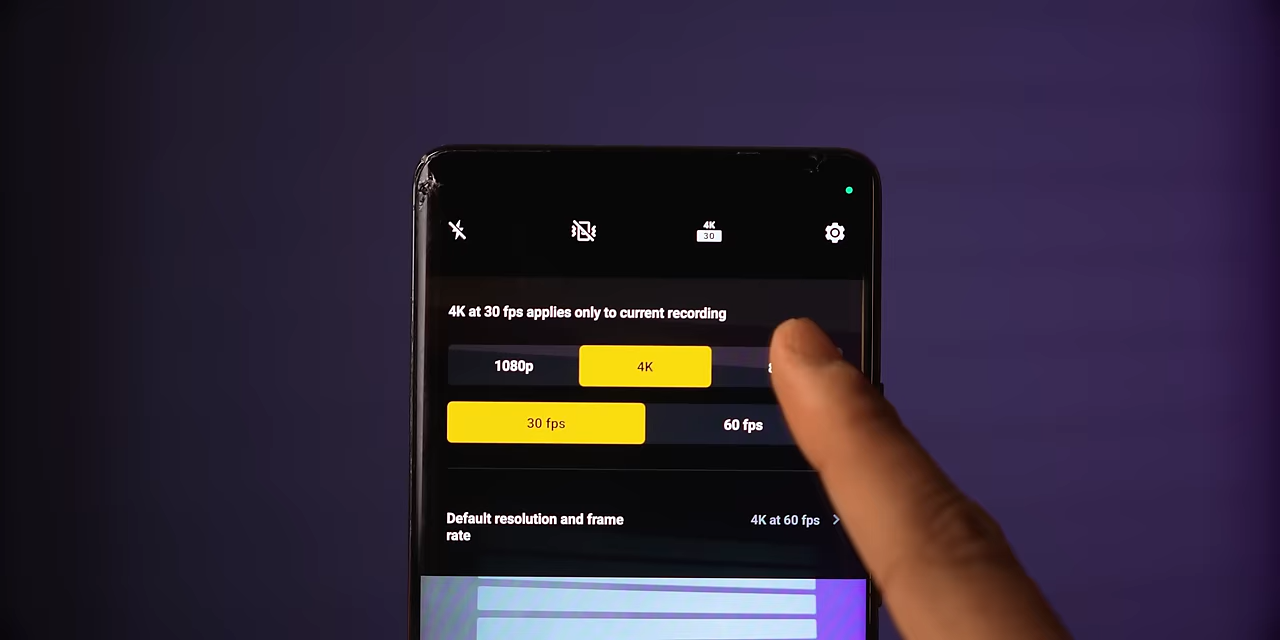 4K
30
4K at 30 fps applies only to current recording
1080p
4K
30 fps
60 fps
Default resolution and frame
rate
4K at 60 fps